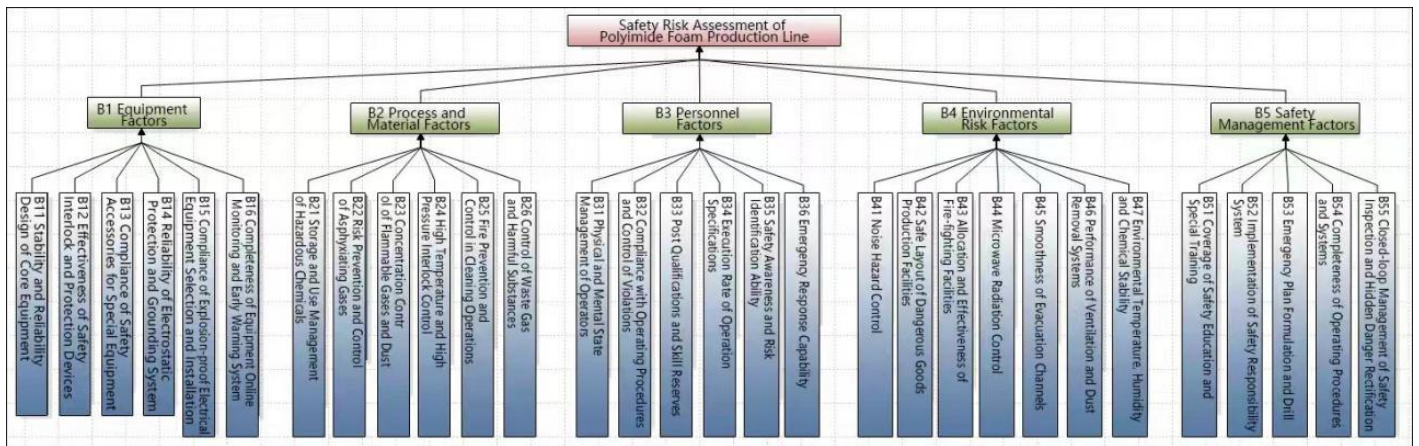 Safety Risk Assessment of
Polyimide Foam Production Line
B1 Equipment
Factors
B2 Process and
Material Factors
B3 Personnel
Factors
B4 Environmental
Risk Factors
B5 Safety
Management Factors
B11 Stability and Reliability
Design of Core Equipment
B12 Effectiveness of Safety
Interlock and Protection Devices
B13 Compliance of Safety
Accessores for Special Equipment
B14 Reliability of Electrostatic
Protection and Grounding System
B15 Compliance of Explosion-proof Electrical
Equipment Selection and Installation
B16 Completeness of Equipment Online
Monitoring and Early Warning System
B21 Storage and Use Management
of Hazardous Chemicals
B22 Risk Prevention and Control
of Asphyxiating Gases
B23 Concentration Contr
ol of Flammable Gases and Dust
B24 High Temperature and High
Pressure Interlock Control
B25 Fire Prevention and
Control in Cleaning Operations
B26 Control of Waste Gas
and Harmful Substances
B31 Physical and Mental State
Management of Operators
B32 Compliance with Operating Procedures
and Control of Violations
B33 Post Qualifications and Skill Reserves
B34 Execution Rate of Operation
Specifications
B35 Safety Awareness and Risk
Identification Ability
B36 Emergency Response Capability
B41 Noise Hazard Control
B42 Safe Layout of Dangerous Goods
Production Facilities
B43 Allocation and Effectiveness of
Fire-fighting Facilities
B44 Microwave Radiation Control
B45 Smoothness of Evacuation Channels
B46 Performance of Ventilation and Dust
Removal Systems
B47 Environmental Temperature, Humidity
and Chemical Stability
B51 Coverage of Safety Education and
Special Training
B52 Implementation of Safety Responsibility
System
B53 Emergency Plan Formulation and Drill
B54 Completeness of Operating Procedures
and Systems
B55 Closed-loop Management of Safety
Inspection and Hidden Danger Rectification